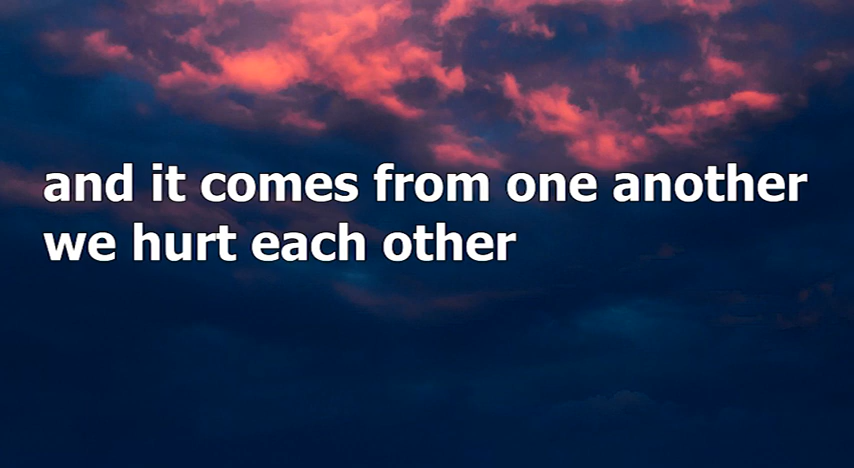 and it comes from one another
we hurt each other